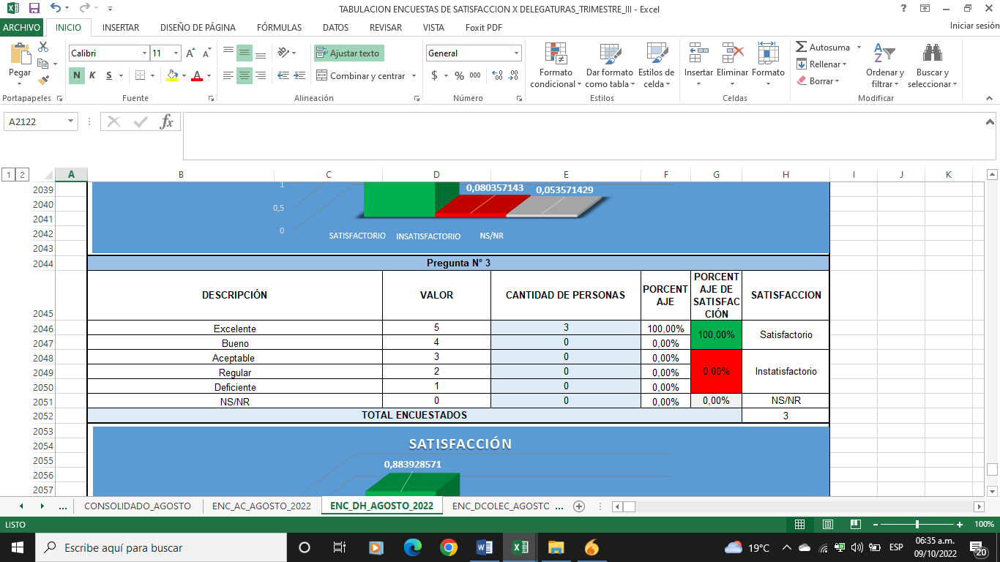 TABULACION ENCUESTAS DE SATISFACCION X DELEGATURAS_TRIMESTRE_III - Excel
ARCHIVO INICIO INSERTAR DISEÑO DE PÁGINA FÓRMULAS DATOS REVISAR VISTA Foxit PDF Iniciar sesión
Pegar
Calibri 11
N K S
Ajustar texto
Combinar y centrar
General
$ % 000
Formato condicional
Dar formato como tabla
Estilos de celda
Insertar Eliminar Formato
Autosuma
Rellenar
Borrar
Ordenar y filtrar
Buscar y seleccionar
Portapapeles Fuente Alineación Número Estilos Celdas Modificar
A2122
fx
1 2
A B C D E F G H I J K
2039 1 0,080357143 0,053571429
2040 0,5
2041
2042 0 SATISFACTORIO INSATISFACTORIO NS/NR
2043
2044 Pregunta N° 3
2045 DESCRIPCIÓN VALOR CANTIDAD DE PERSONAS PORCENTAJE PORCENTAJE DE SATISFACCIÓN SATISFACCION
2046 Excelente 5 3 100,00% 100,00% Satisfactorio
2047 Bueno 4 0 0,00%
2048 Aceptable 3 0 0,00%
2049 Regular 2 0 0,00% 0,00% Instatisfactorio
2050 Deficiente 1 0 0,00%
2051 NS/NR 0 0 0,00% 0,00% NS/NR
2052 TOTAL ENCUESTADOS 3
2053
2054 SATISFACCIÓN
2055 0,883928571
2056
2057
... CONSOLIDADO_AGOSTO ENC_AC_AGOSTO_2022 ENC_DH_AGOSTO_2022 ENC_DCOLEC_AGOSTO ...
LISTO 100%
Escribe aquí para buscar
19°C ESP 06:35 a.m.
09/10/2022
20